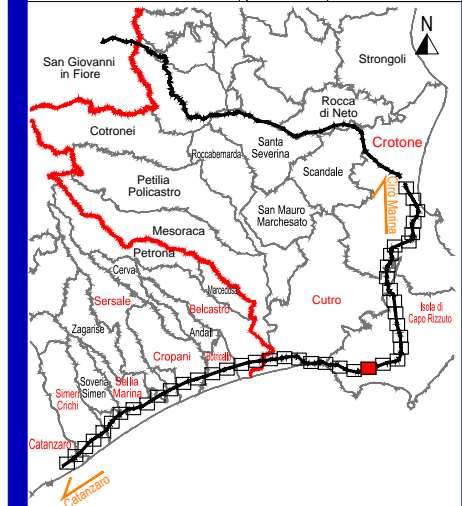 N
Strongoli
San Giovanni
in Fiore
Rocca
di Neto
Cotronei
Crotone
Santa
Severina
Roccabernarda
Scandale
Petilia
Policastro
Ciro Marina
San Mauro
Marchesato
Mesoraca
Petrona
Cerva
Marcedusa
Sersale
Cutro
Belcastro
Isola di
Capo Rizzuto
Zagarise
Andali
Cropani
Botricello
Soveria
Simeri
Sellia
Marina
Simeri
Crichi
Catanzaro
Catanzaro